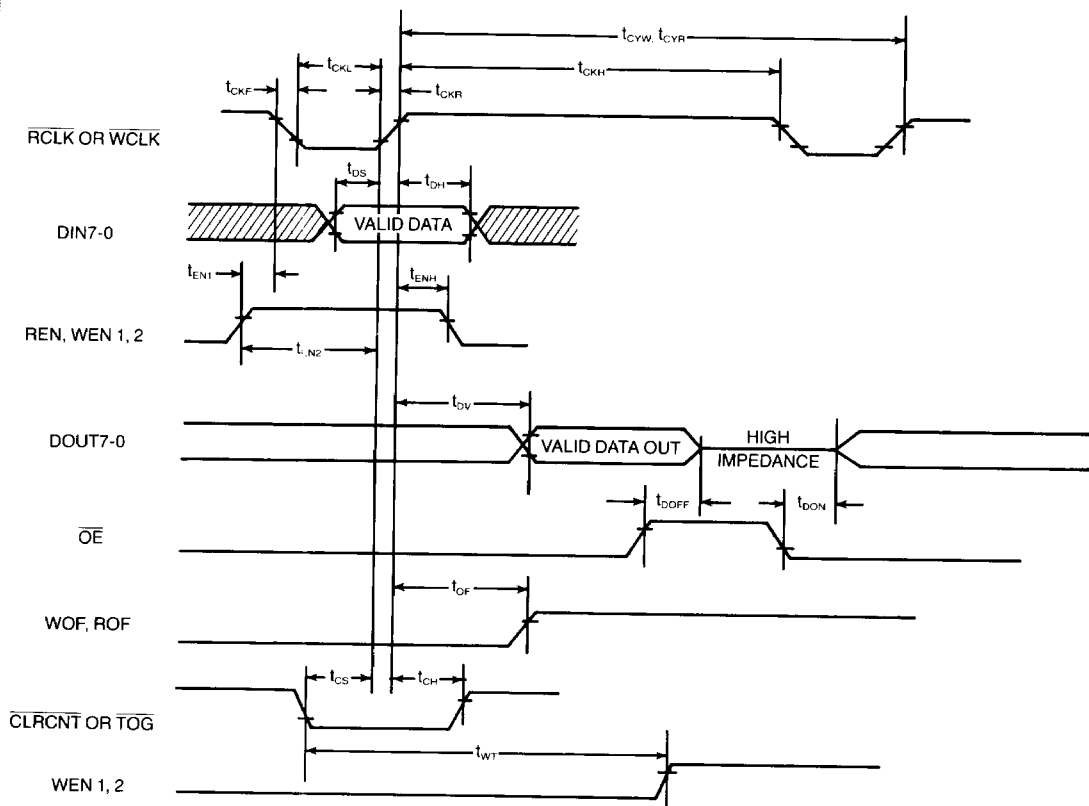 tCYW, tCYR
tCKL
tCKH
tCKF
tCKR
RCLK OR WCLK
tDS
tDH
DIN7-0
VALID DATA
tEN1
tENH
REN, WEN 1, 2
tEN2
tDV
DOUT7-0
VALID DATA OUT
HIGH
IMPEDANCE
tDOFF
tDON
OE
tOF
WOF, ROF
tCS
tCH
CLRCNT OR TOG
tWT
WEN 1, 2